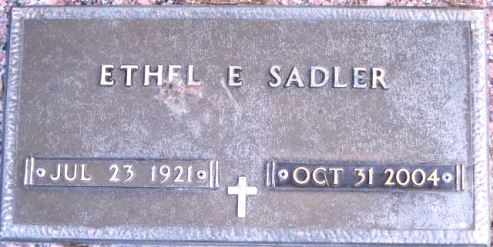 ETHEL E SADLER
JUL 23 1921
OCT 31 2004